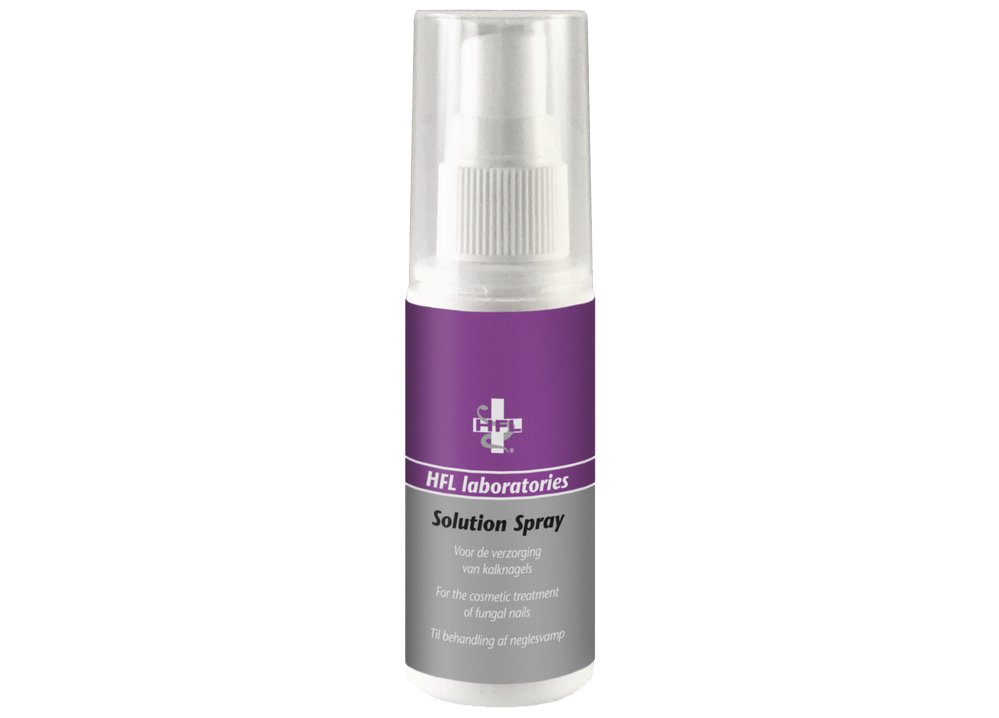 HFL
®
HFL laboratories
Solution Spray
Voor de verzorging
van kalknagels
For the cosmetic treatment
of fungal nails
Til behandling af neglesvamp